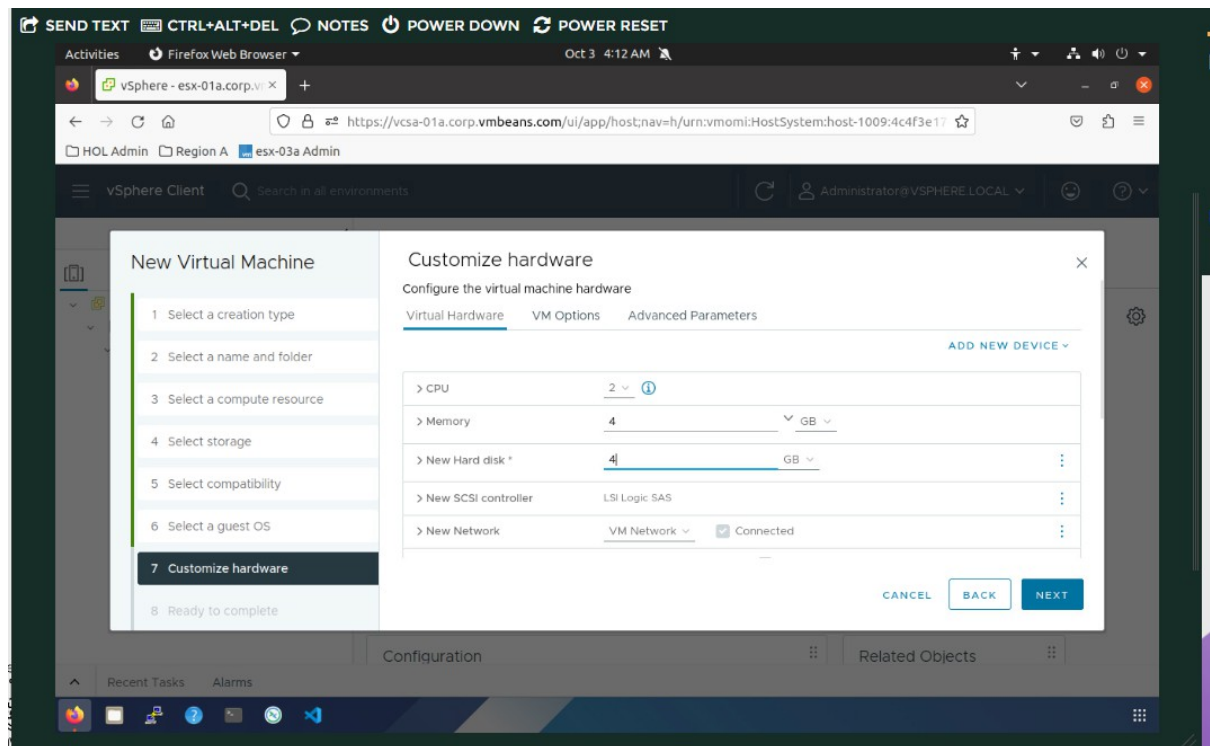 SEND TEXT CTRL+ALT+DEL NOTES POWER DOWN POWER RESET
Activities Firefox Web Browser Oct 3 4:12 AM
vSphere - esx-01a.corp.v
https://vcsa-01a.corp.vmbeans.com/ui/app/host;nav=h/urn:vmomi:HostSystem:host-1009:4c4f3e17
HOL Admin Region A esx-03a Admin
vSphere Client Search in all environments Administrator@VSPHERE.LOCAL
New Virtual Machine
1 Select a creation type
2 Select a name and folder
3 Select a compute resource
4 Select storage
5 Select compatibility
6 Select a guest OS
7 Customize hardware
8 Ready to complete
Customize hardware
Configure the virtual machine hardware
Virtual Hardware VM Options Advanced Parameters
ADD NEW DEVICE
CPU 2
Memory 4 GB
New Hard disk * 4 GB
New SCSI controller LSI Logic SAS
New Network VM Network Connected
CANCEL BACK NEXT
Configuration Related Objects
Recent Tasks Alarms